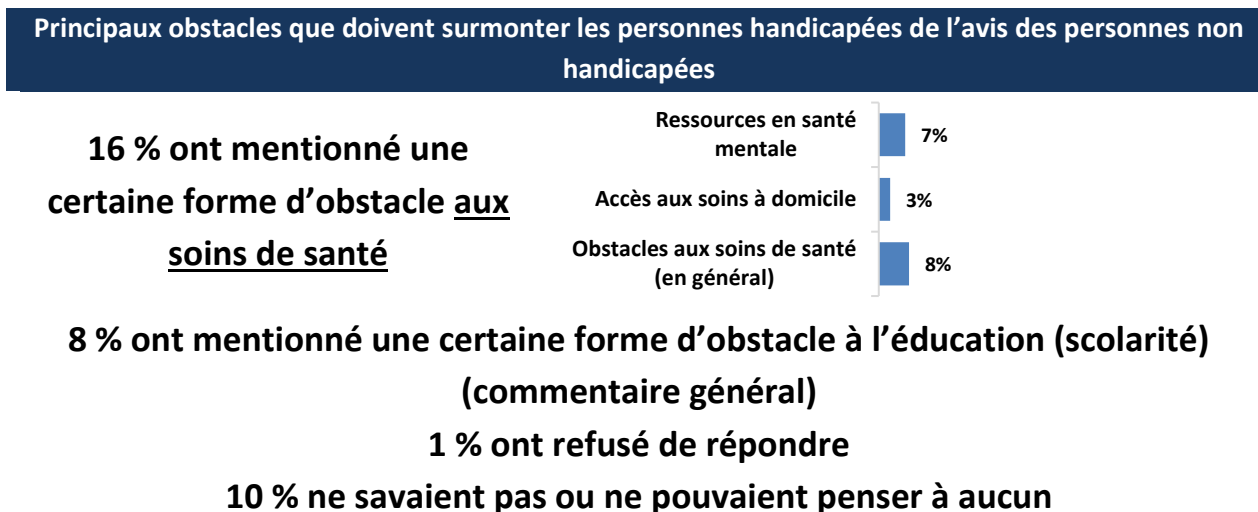 Principaux obstacles que doivent surmonter les personnes handicapées de l’avis des personnes non
handicapées
16 % ont mentionné une
certaine forme d’obstacle aux
soins de santé
Ressources en santé
mentale
7%
Accès aux soins à domicile
3%
Obstacles aux soins de santé
(en général)
8%
8 % ont mentionné une certaine forme d’obstacle à l’éducation (scolarité)
(commentaire général)
1 % ont refusé de répondre
10 % ne savaient pas ou ne pouvaient penser à aucun